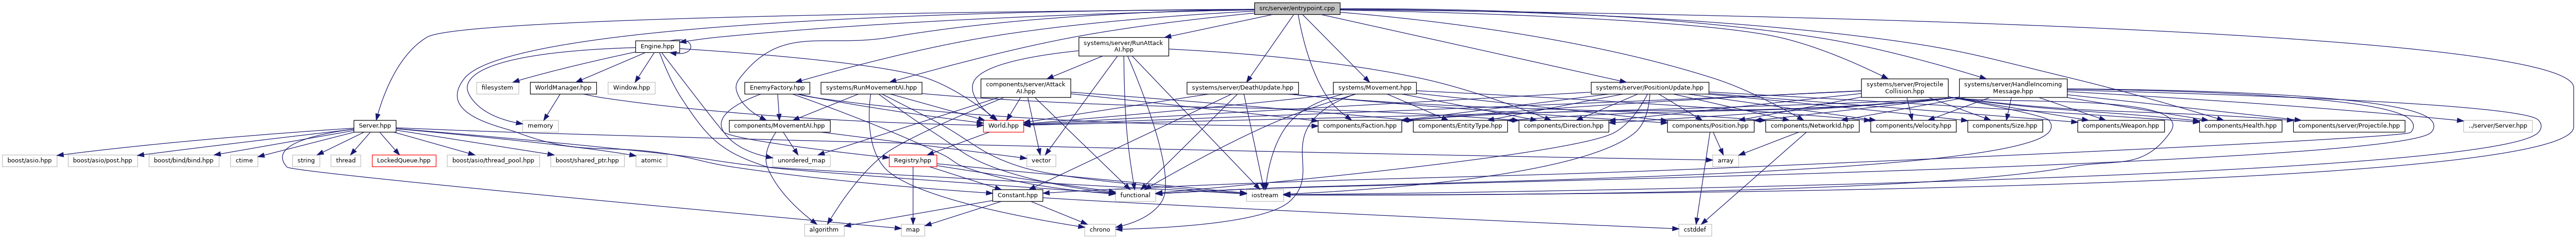 src/server/entrypoint.cpp
Engine.hpp
systems/server/RunAttack
AI.hpp
filesystem
WorldManager.hpp
Window.hpp
EnemyFactory.hpp
systems/RunMovementAI.hpp
components/server/Attack
AI.hpp
systems/server/DeathUpdate.hpp
systems/Movement.hpp
systems/server/PositionUpdate.hpp
systems/server/Projectile
Collision.hpp
systems/server/HandleIncoming
Message.hpp
Server.hpp
memory
components/MovementAI.hpp
World.hpp
components/Faction.hpp
components/EntityType.hpp
components/Direction.hpp
components/Position.hpp
components/NetworkId.hpp
components/Velocity.hpp
components/Size.hpp
components/Weapon.hpp
components/Health.hpp
components/server/Projectile.hpp
../server/Server.hpp
boost/asio.hpp
boost/asio/post.hpp
boost/bind/bind.hpp
ctime
string
thread
LockedQueue.hpp
boost/asio/thread_pool.hpp
boost/shared_ptr.hpp
atomic
unordered_map
Registry.hpp
vector
array
Constant.hpp
functional
iostream
algorithm
map
chrono
cstddef